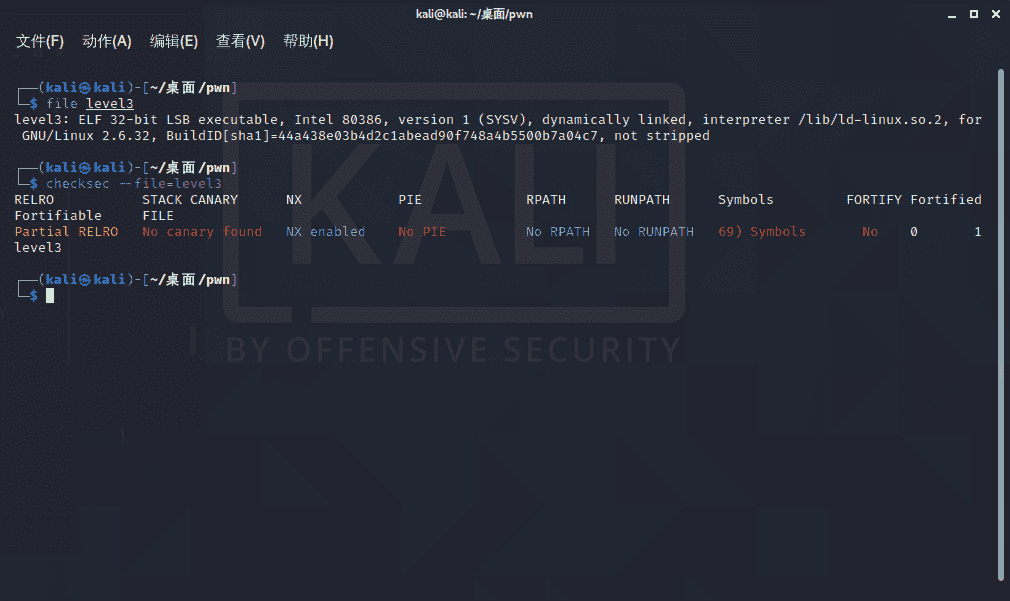 kali@kali: ~/桌面/pwn
文件(F) 动作(A) 编辑(E) 查看(V) 帮助(H)
┌──(kali㉿kali)-[~/桌面/pwn]
└─$ file level3
level3: ELF 32-bit LSB executable, Intel 80386, version 1 (SYSV), dynamically linked, interpreter /lib/ld-linux.so.2, for
GNU/Linux 2.6.32, BuildID[sha1]=44a438e03b4d2c1abead90f748a4b5500b7a04c7, not stripped
┌──(kali㉿kali)-[~/桌面/pwn]
└─$ checksec --file=level3
RELRO STACK CANARY NX PIE RPATH RUNPATH Symbols FORTIFY Fortified
Fortifiable FILE
Partial RELRO No canary found NX enabled No PIE No RPATH No RUNPATH 69) Symbols No 0 1
level3
┌──(kali㉿kali)-[~/桌面/pwn]
└─$
KALI
BY OFFENSIVE SECURITY